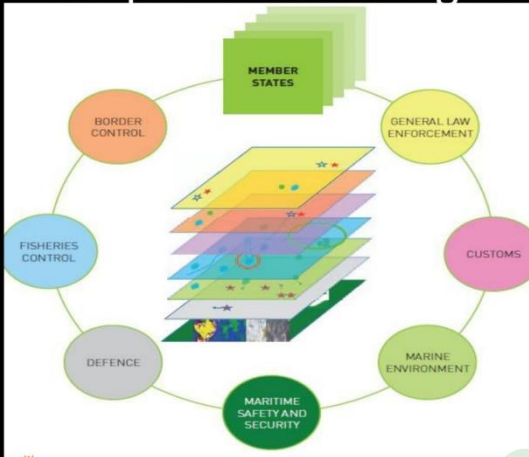 MEMBER
STATES
BORDER
CONTROL
GENERAL LAW
ENFORCEMENT
FISHERIES
CONTROL
CUSTOMS
DEFENCE
MARINE
ENVIRONMENT
MARITIME
SAFETY AND
SECURITY